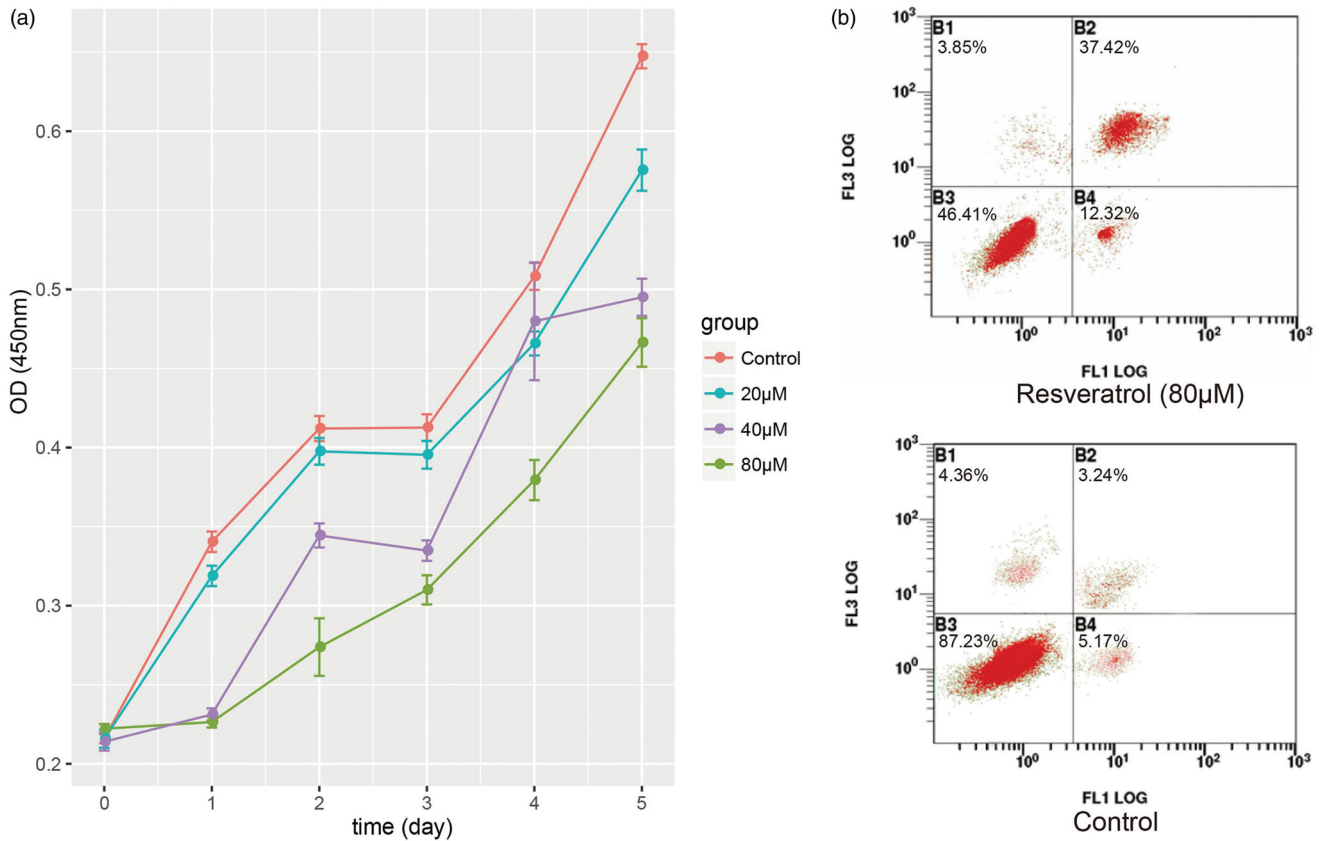 (a)
OD (450nm)
0.6
0.5
0.4
0.3
0.2
0 1 2 3 4 5
time (day)
group
Control
20μM
40μM
80μM
(b)
FL3 LOG
10³
10²
10¹
10⁰
B1
3.85%
B2
37.42%
B3
46.41%
B4
12.32%
10⁰ 10¹ 10² 10³
FL1 LOG
Resveratrol (80μM)
FL3 LOG
10³
10²
10¹
10⁰
B1
4.36%
B2
3.24%
B3
87.23%
B4
5.17%
10⁰ 10¹ 10² 10³
FL1 LOG
Control